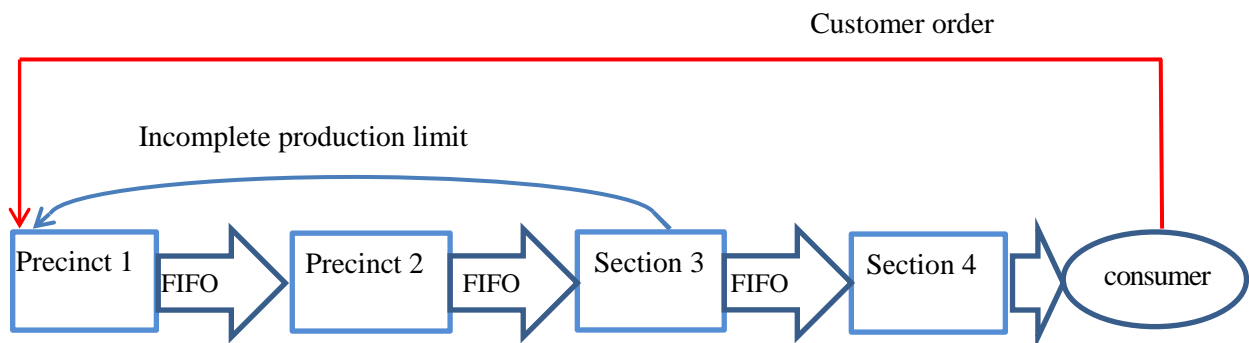 Customer order
Incomplete production limit
Precinct 1
FIFO
Precinct 2
FIFO
Section 3
FIFO
Section 4
consumer